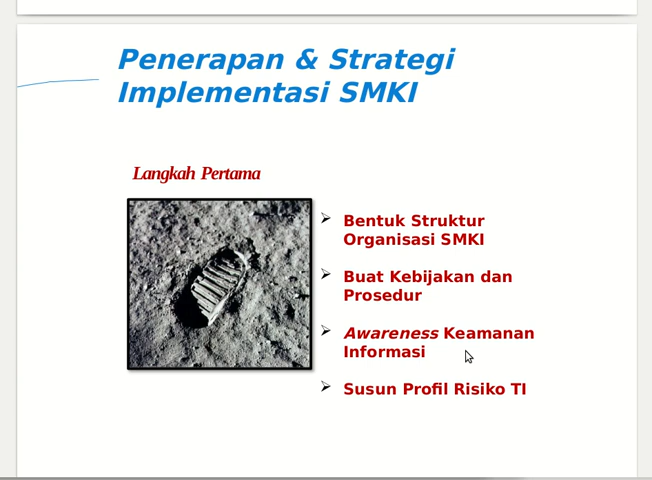 Penerapan & Strategi
Implementasi SMKI
Langkah Pertama
Bentuk Struktur
Organisasi SMKI
Buat Kebijakan dan
Prosedur
Awareness Keamanan
Informasi
Susun Profil Risiko TI